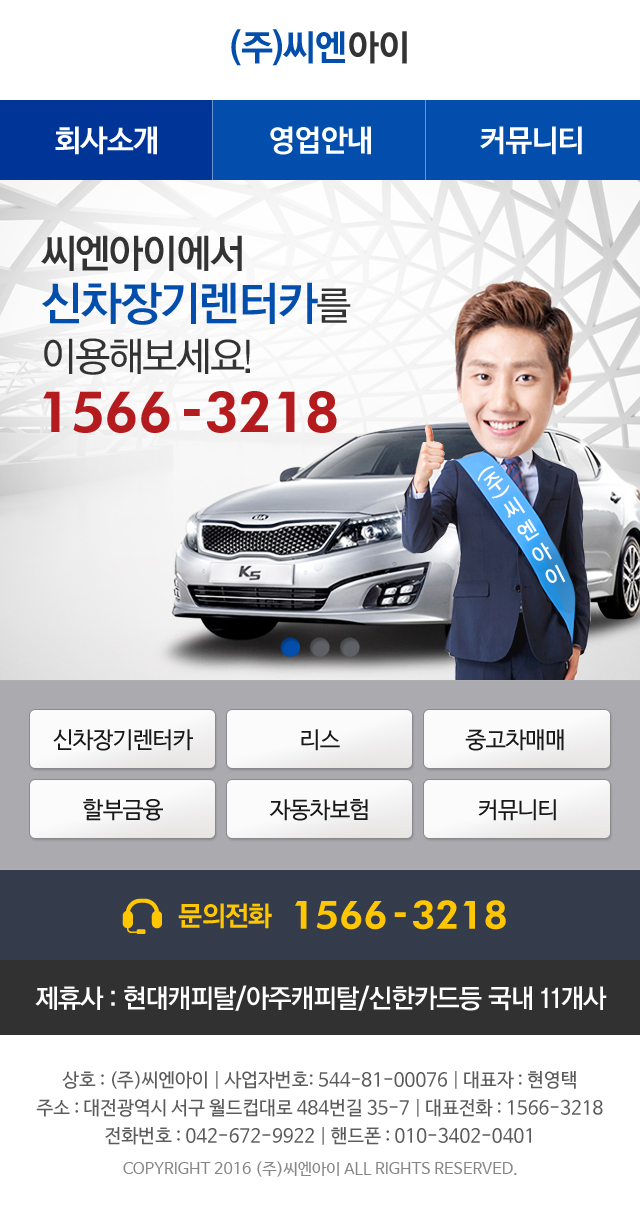 (주)씨엔아이
회사소개 영업안내 커뮤니티
씨엔아이에서
신차장기렌터카를
이용해보세요!
1566-3218
(주)씨엔아이
KIA
K5
신차장기렌터카 리스 중고차매매
할부금융 자동차보험 커뮤니티
문의전화 1566-3218
제휴사 : 현대캐피탈/아주캐피탈/신한카드등 국내 11개사
상호 : (주)씨엔아이 | 사업자번호: 544-81-00076 | 대표자 : 현영택
주소 : 대전광역시 서구 월드컵대로 484번길 35-7 | 대표전화 : 1566-3218
전화번호 : 042-672-9922 | 핸드폰 : 010-3402-0401
COPYRIGHT 2016 (주)씨엔아이 ALL RIGHTS RESERVED.